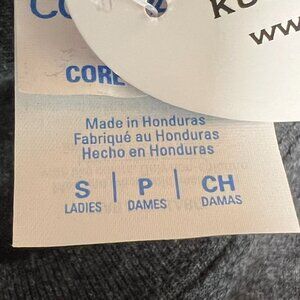 CORE
Made in Honduras
Fabriqué au Honduras
Hecho en Honduras
S | P | CH
LADIES DAMES DAMAS